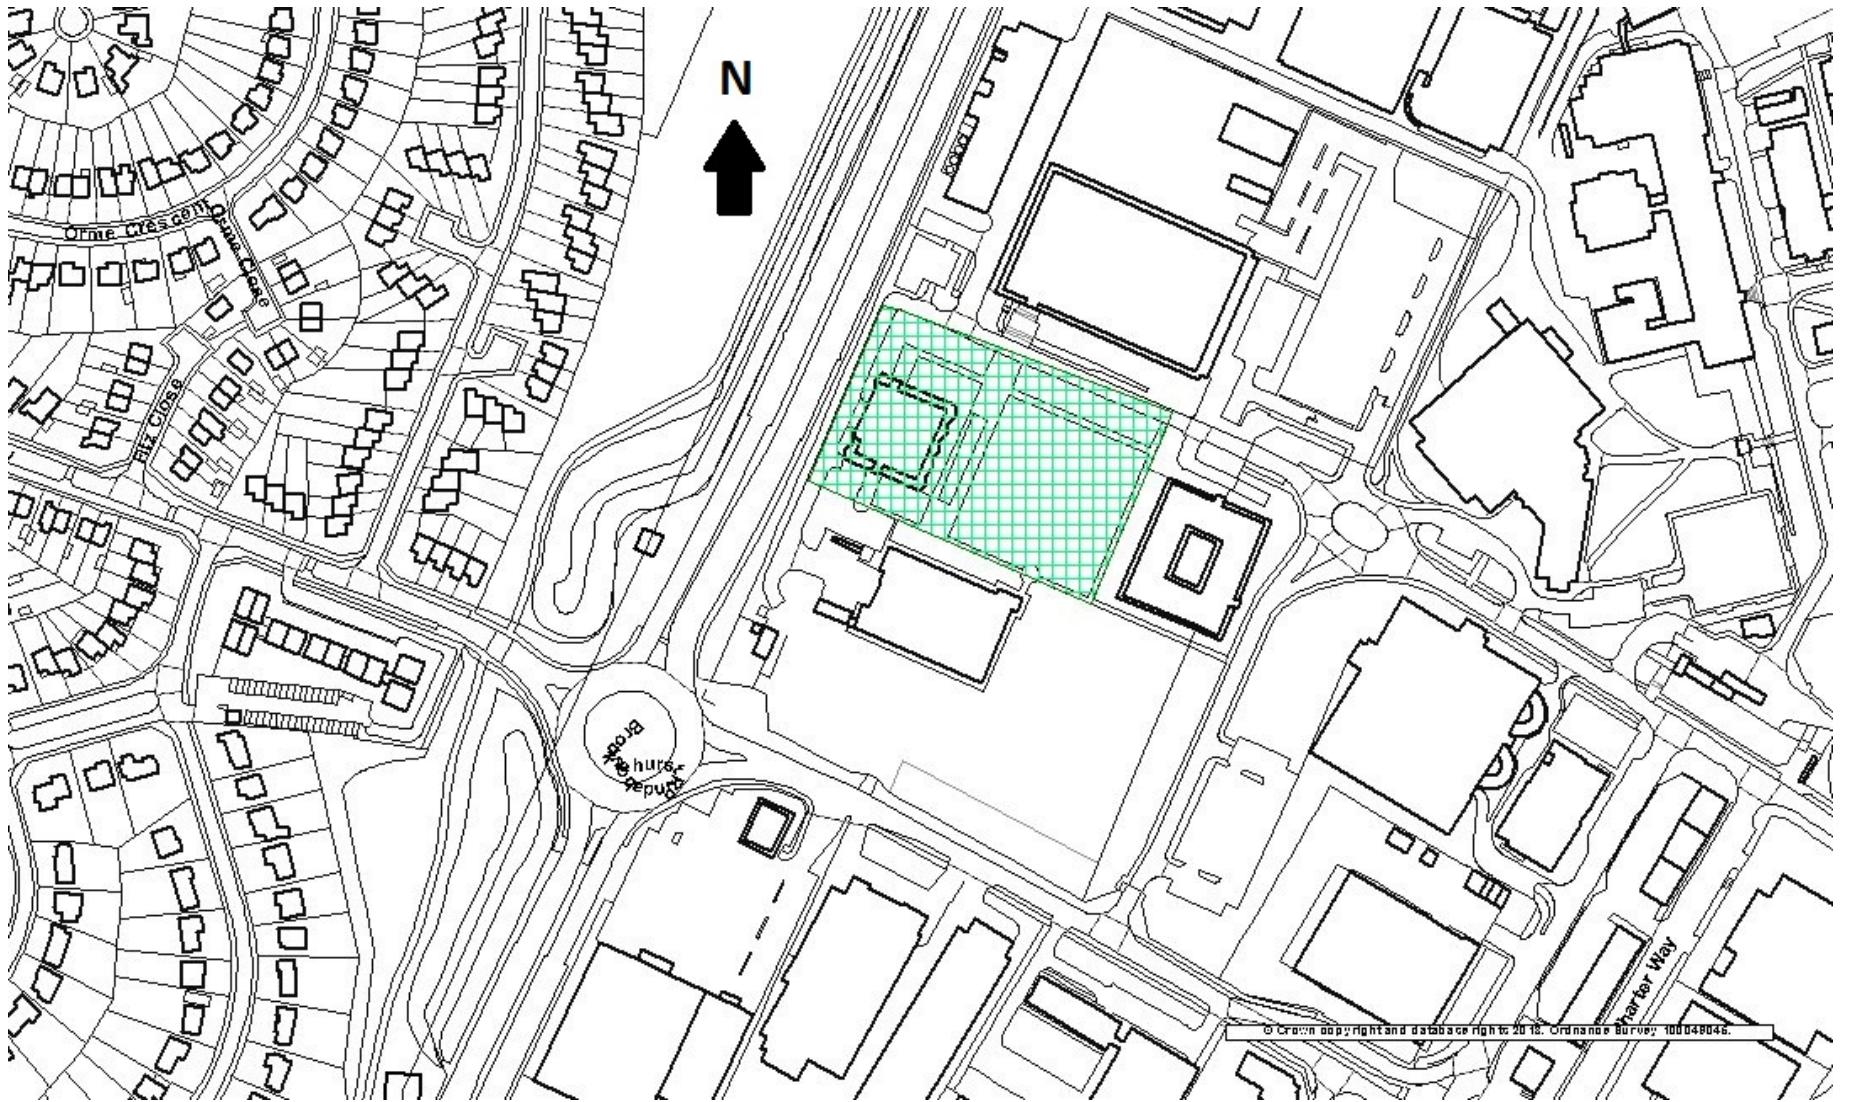 N
Orme Crescent
Orme Close
Fitz Close
Charter Way
© Crown copyright and database rights 2018. Ordnance Survey 100049046.